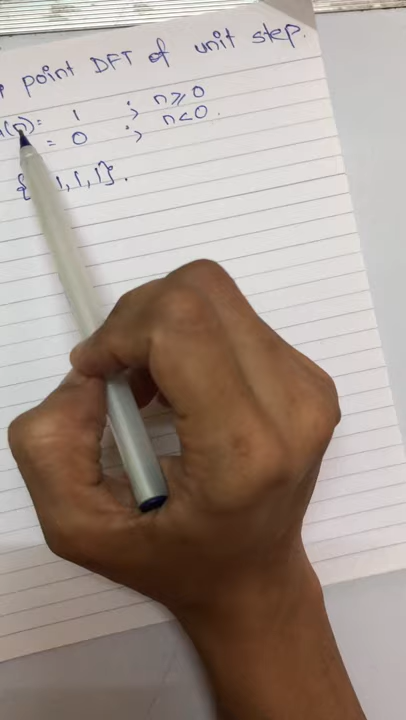 point DFT of unit step.
(n) = 1 ; n ≥ 0
= 0 ; n < 0.
{ 1, 1, 1}.